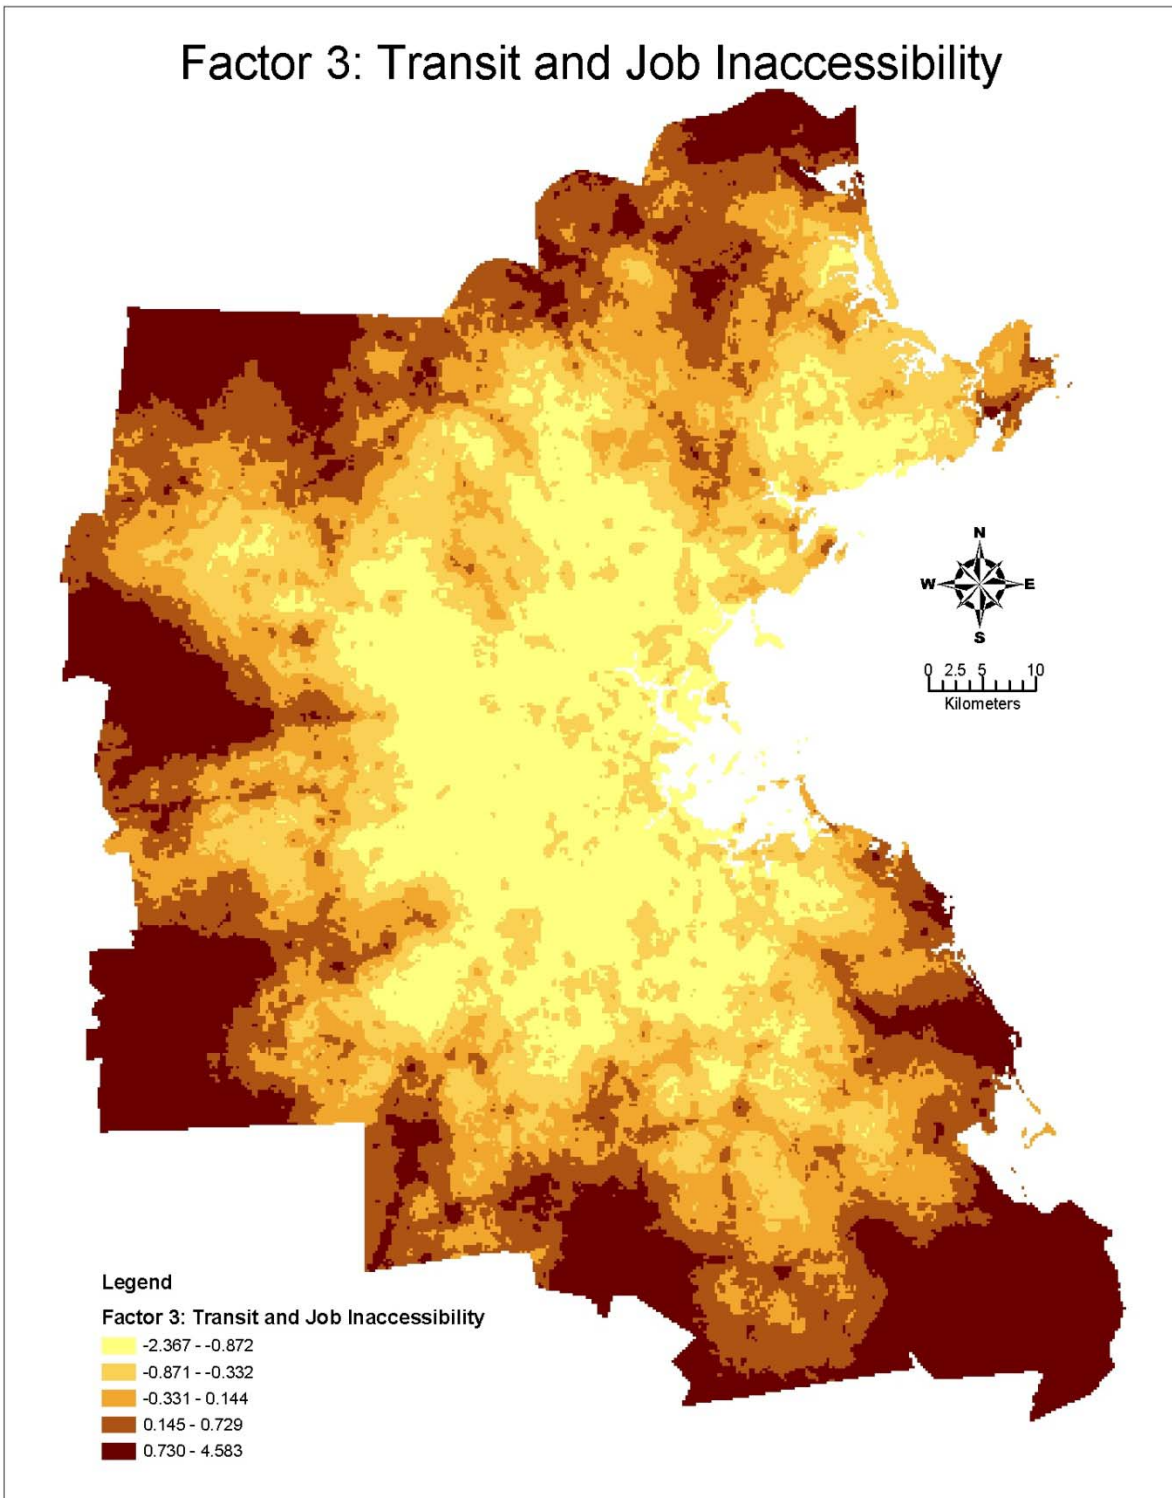 Factor 3: Transit and Job Inaccessibility
N
W E
S
0 2.5 5 10
Kilometers
Legend
Factor 3: Transit and Job Inaccessibility
-2.367 - -0.872
-0.871 - -0.332
-0.331 - 0.144
0.145 - 0.729
0.730 - 4.583